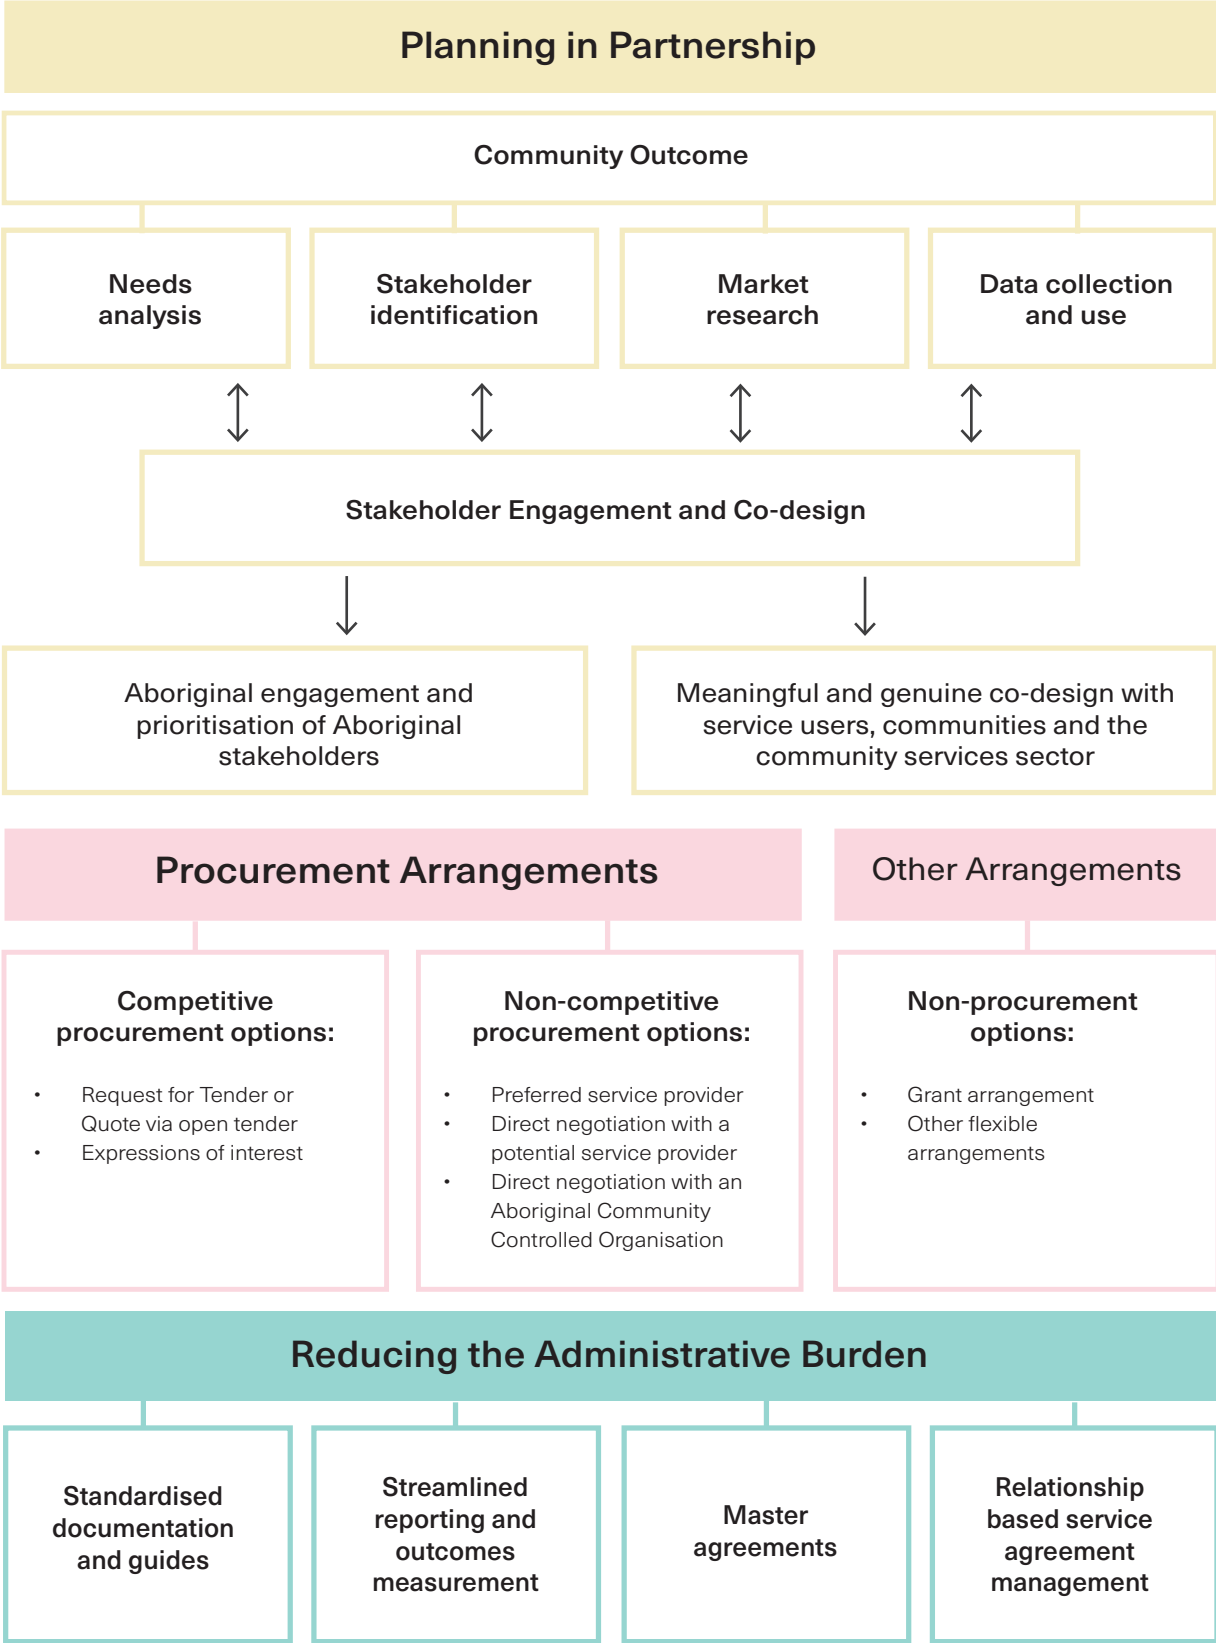 Planning in Partnership
Community Outcome
Needs
analysis
Stakeholder
identification
Market
research
Data collection
and use
Stakeholder Engagement and Co-design
Aboriginal engagement and
prioritisation of Aboriginal
stakeholders
Meaningful and genuine co-design with
service users, communities and the
community services sector
Procurement Arrangements
Other Arrangements
Competitive
procurement options:
• Request for Tender or
Quote via open tender
• Expressions of interest
Non-competitive
procurement options:
• Preferred service provider
• Direct negotiation with a
potential service provider
• Direct negotiation with an
Aboriginal Community
Controlled Organisation
Non-procurement
options:
• Grant arrangement
• Other flexible
arrangements
Reducing the Administrative Burden
Standardised
documentation
and guides
Streamlined
reporting and
outcomes
measurement
Master
agreements
Relationship
based service
agreement
management